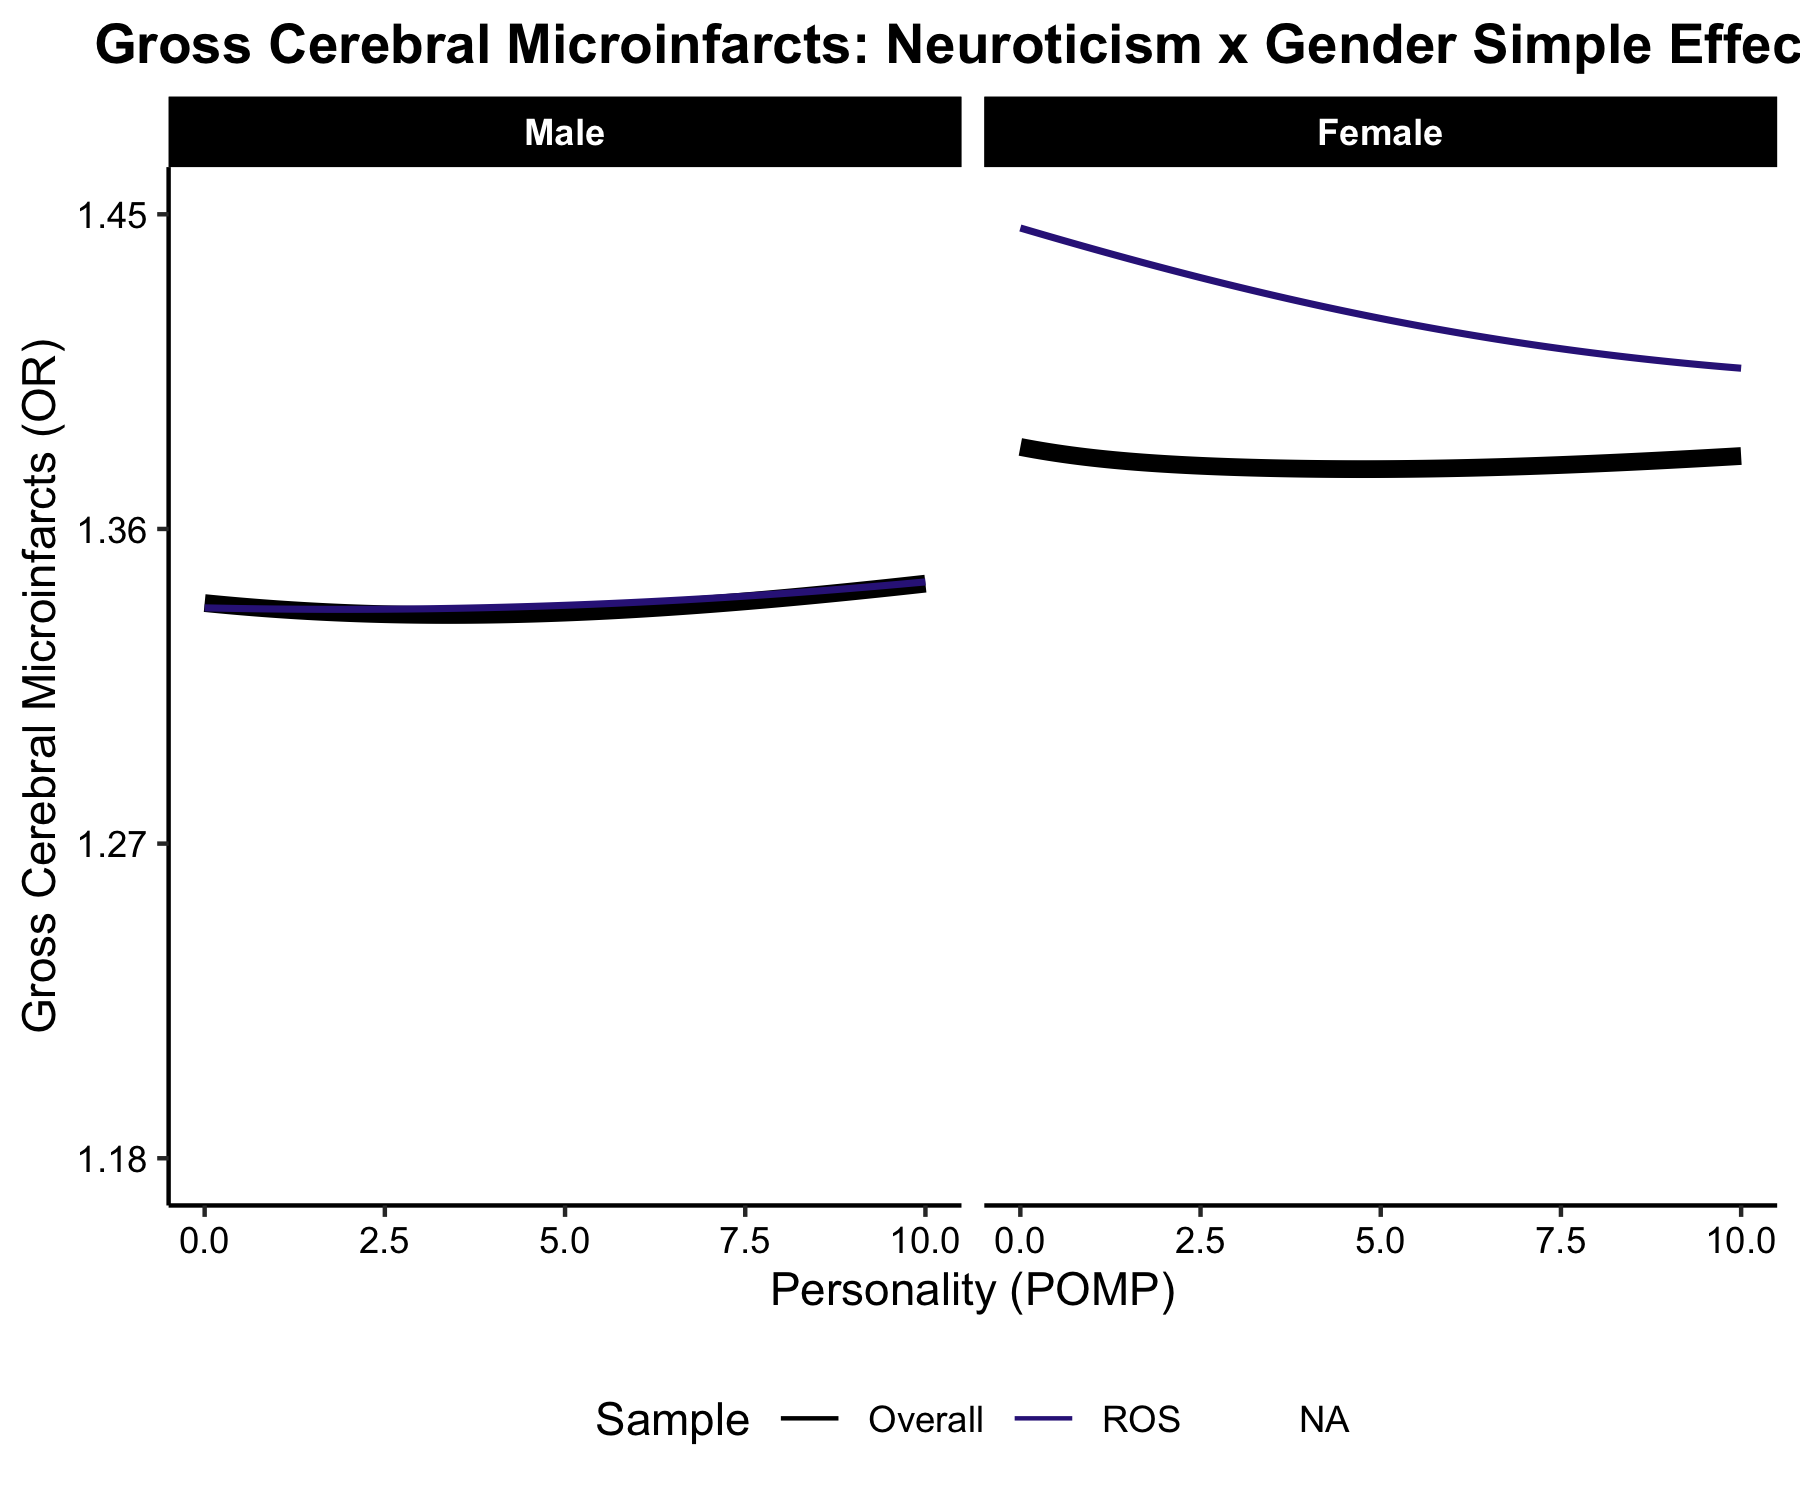 Gross Cerebral Microinfarcts: Neuroticism x Gender Simple Effec
Male
Female
Gross Cerebral Microinfarcts (OR)
1.45
1.36
1.27
1.18
0.0 2.5 5.0 7.5 10.0 0.0 2.5 5.0 7.5 10.0
Personality (POMP)
Sample Overall ROS NA